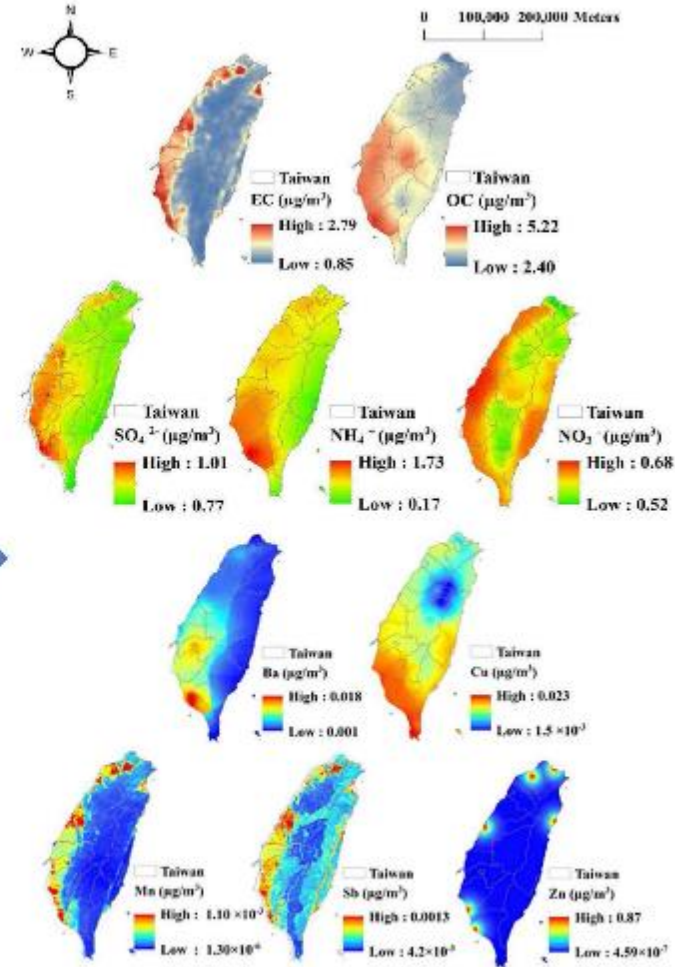 N
W E
S
0 100,000 200,000 Meters
Taiwan
EC (µg/m³)
High : 2.79
Low : 0.85
Taiwan
OC (µg/m³)
High : 5.22
Low : 2.40
Taiwan
SO₄²⁻ (µg/m³)
High : 1.01
Low : 0.77
Taiwan
NH₄⁺ (µg/m³)
High : 1.73
Low : 0.17
Taiwan
NO₃⁻ (µg/m³)
High : 0.68
Low : 0.52
Taiwan
Ba (µg/m³)
High : 0.018
Low : 0.001
Taiwan
Cu (µg/m³)
High : 0.023
Low : 1.5 ×10⁻³
Taiwan
Mn (µg/m³)
High : 1.10 ×10
Low : 1.30×10
Taiwan
Sb (µg/m³)
High : 0.0013
Low : 4.2×10
Taiwan
Zn (µg/m³)
High : 0.87
Low : 4.59×10⁻⁷